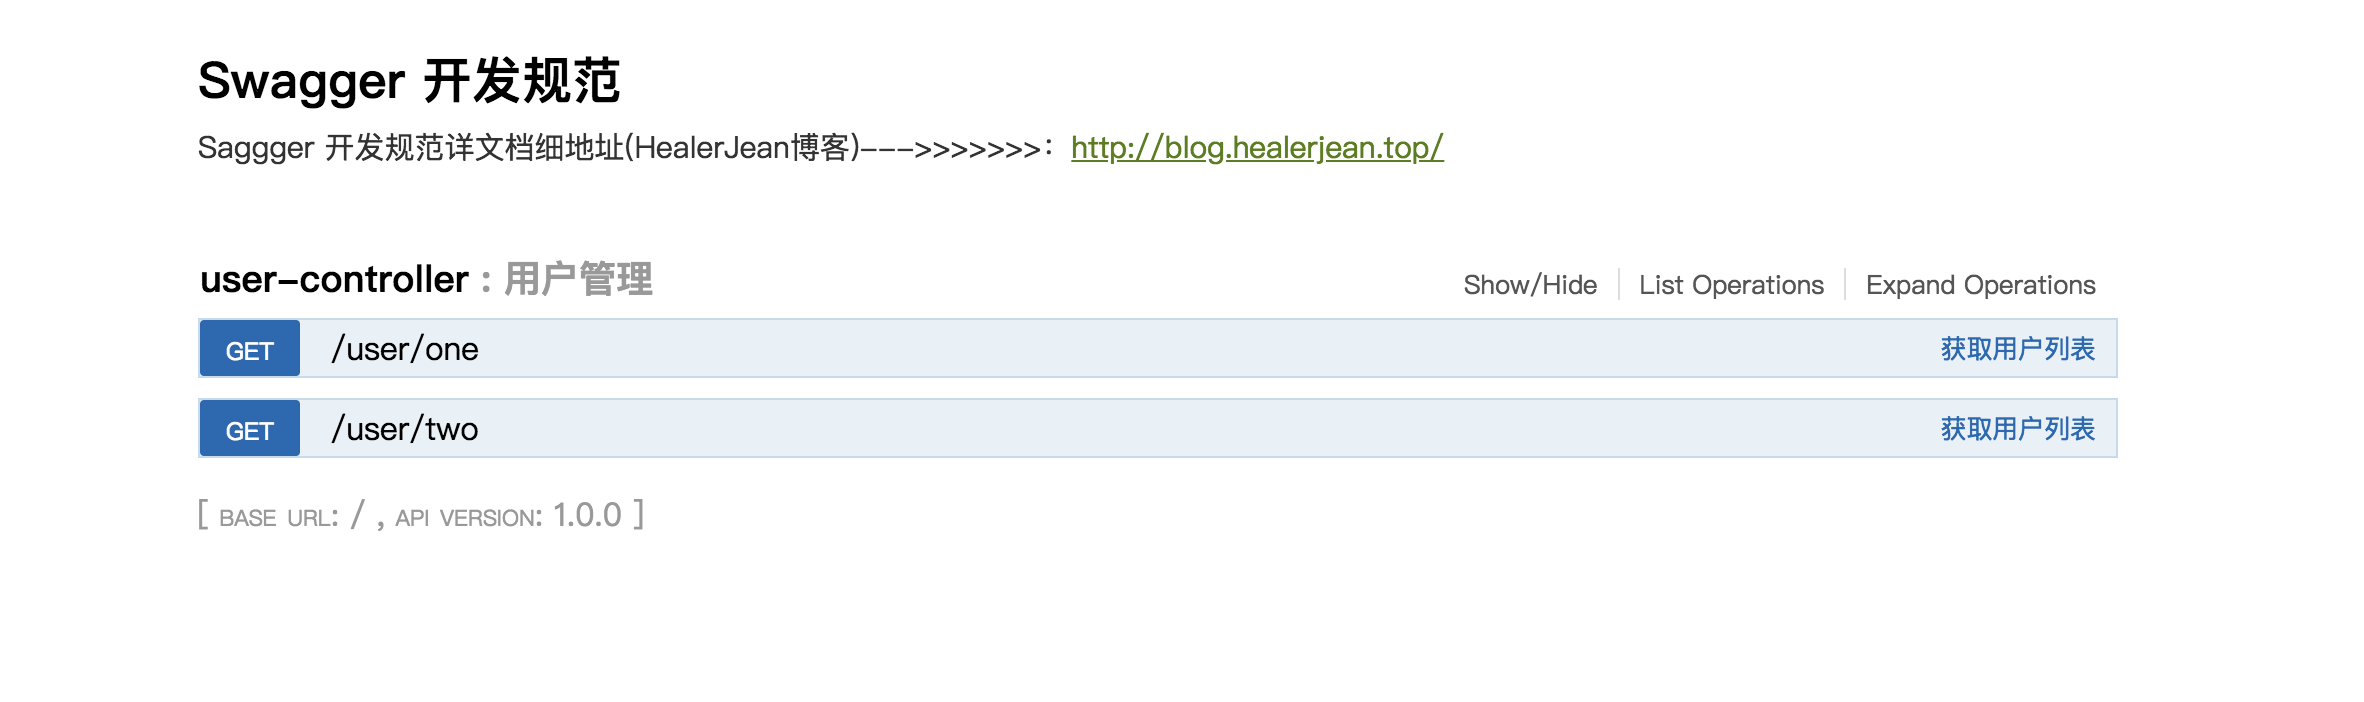 Swagger 开发规范
Saggger 开发规范详文档细地址(HealerJean博客)--->>>>>>>：http://blog.healerjean.top/
user-controller : 用户管理 Show/Hide List Operations Expand Operations
GET /user/one 获取用户列表
GET /user/two 获取用户列表
[ BASE URL: / , API VERSION: 1.0.0 ]